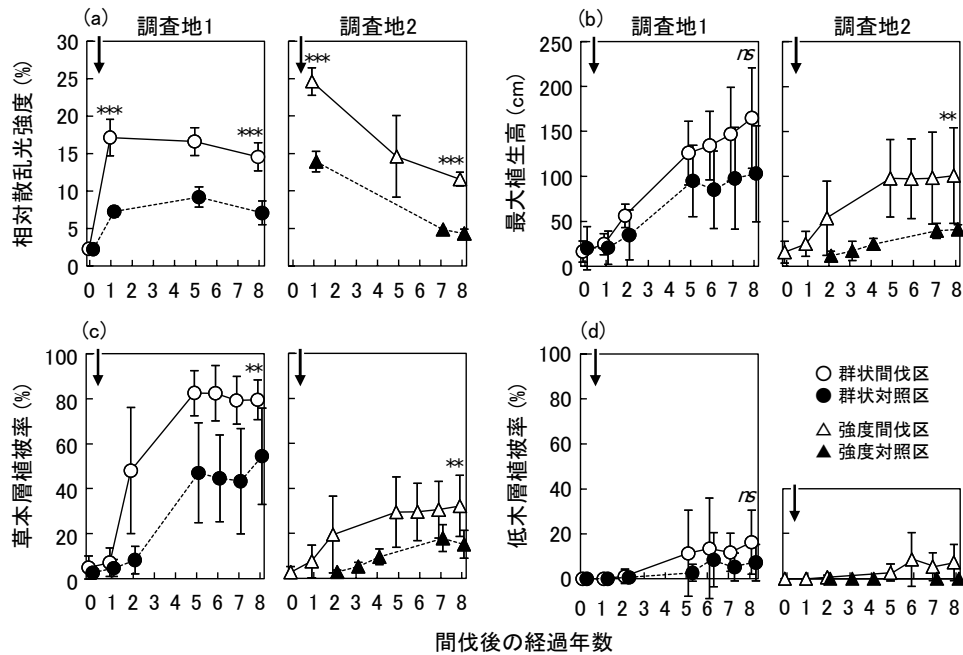 (a)
調査地1
調査地2
相対散乱光強度 (%)
30
25
20
15
10
5
0
***
***
***
***
0 1 2 3 4 5 6 7 8
0 1 2 3 4 5 6 7 8
(b)
調査地1
調査地2
最大植生高 (cm)
250
200
150
100
50
0
ns
**
0 1 2 3 4 5 6 7 8
0 1 2 3 4 5 6 7 8
(c)
草本層植被率 (%)
100
80
60
40
20
0
**
**
0 1 2 3 4 5 6 7 8
0 1 2 3 4 5 6 7 8
(d)
低木層植被率 (%)
100
80
60
40
20
0
ns
群状間伐区
群状対照区
強度間伐区
強度対照区
0 1 2 3 4 5 6 7 8
0 1 2 3 4 5 6 7 8
間伐後の経過年数